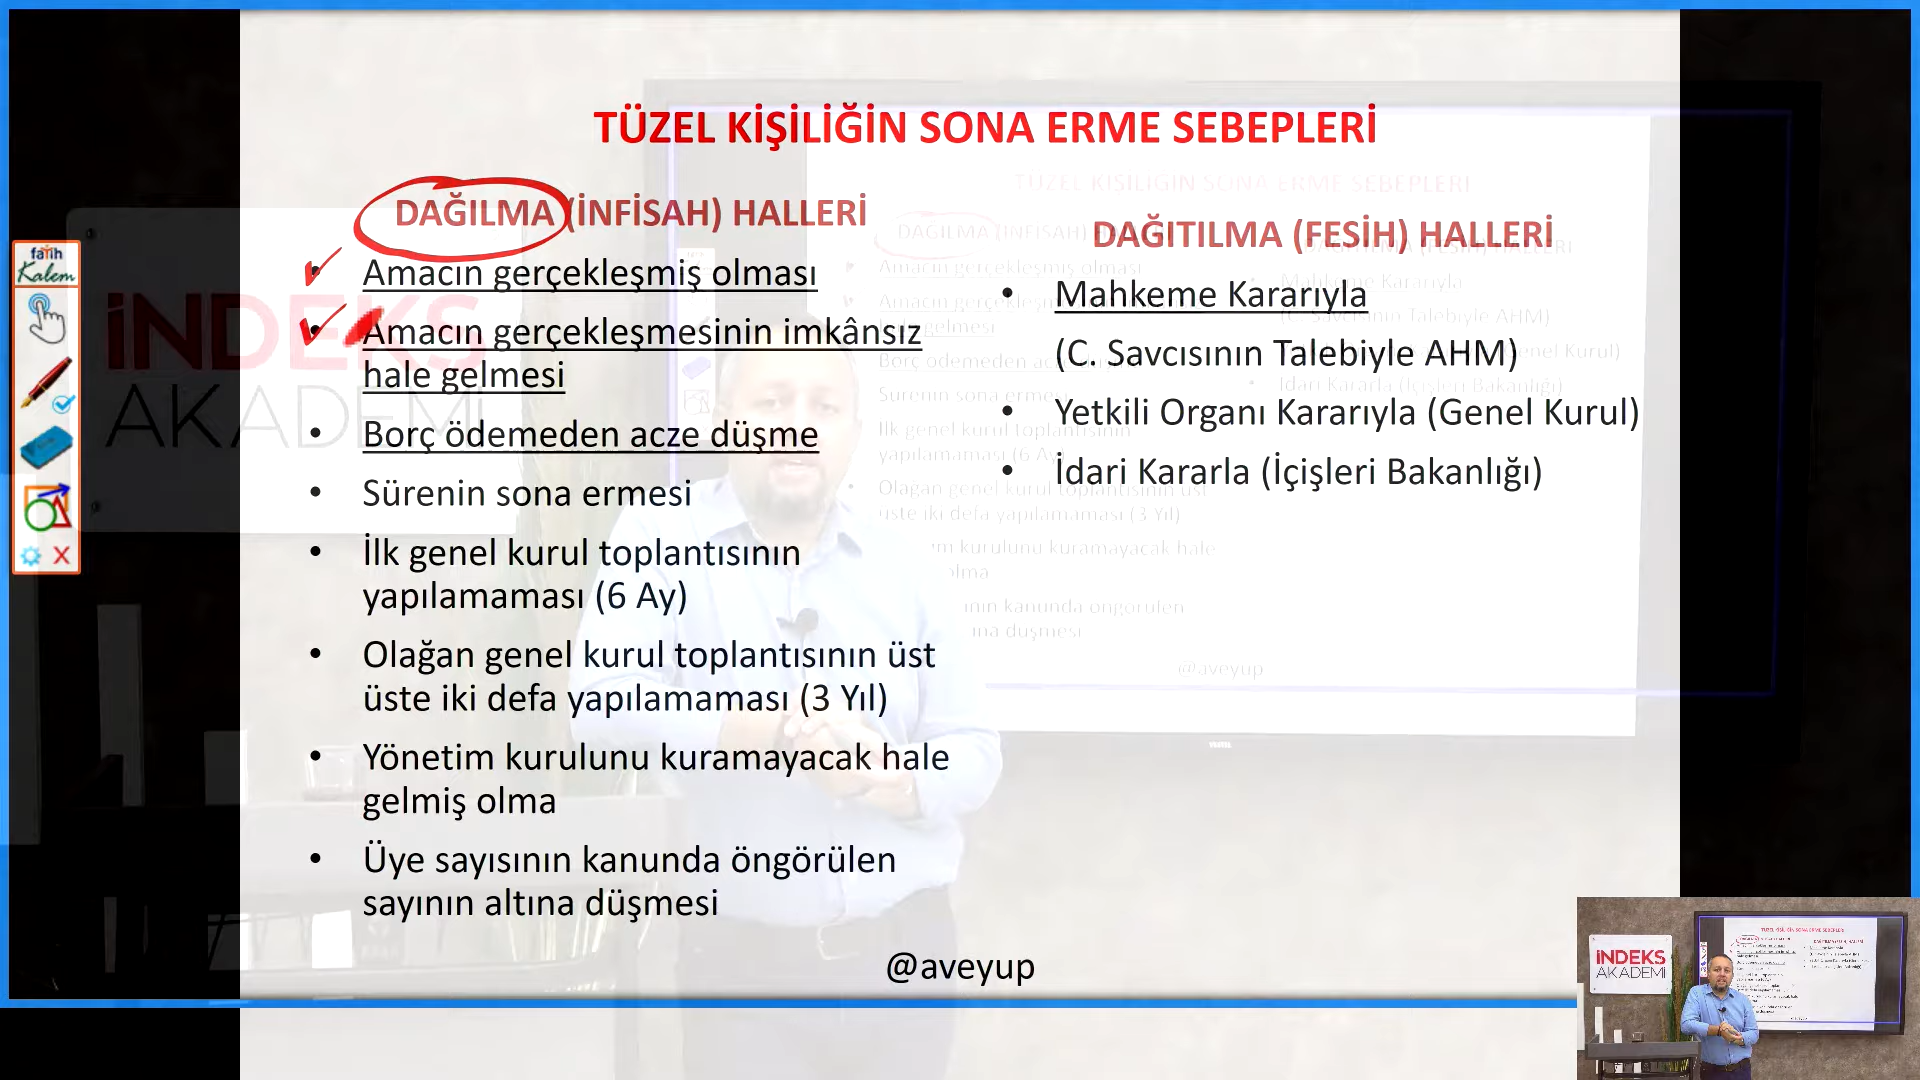 TÜZEL KİŞİLİĞİN SONA ERME SEBEPLERİ
DAĞILMA (İNFİSAH) HALLERİ
Amacın gerçekleşmiş olması
Amacın gerçekleşmesinin imkânsız
hale gelmesi
Borç ödemeden acze düşme
Sürenin sona ermesi
İlk genel kurul toplantısının
yapılamaması (6 Ay)
Olağan genel kurul toplantısının üst
üste iki defa yapılamaması (3 Yıl)
Yönetim kurulunu kuramayacak hale
gelmiş olma
Üye sayısının kanunda öngörülen
sayının altına düşmesi
DAĞITILMA (FESİH) HALLERİ
Mahkeme Kararıyla
(C. Savcısının Talebiyle AHM)
Yetkili Organı Kararıyla (Genel Kurul)
İdari Kararla (İçişleri Bakanlığı)
@aveyup
fatih
Kalem
iNDEKS
AKADEMİ
iNDEKS
AKADEMİ